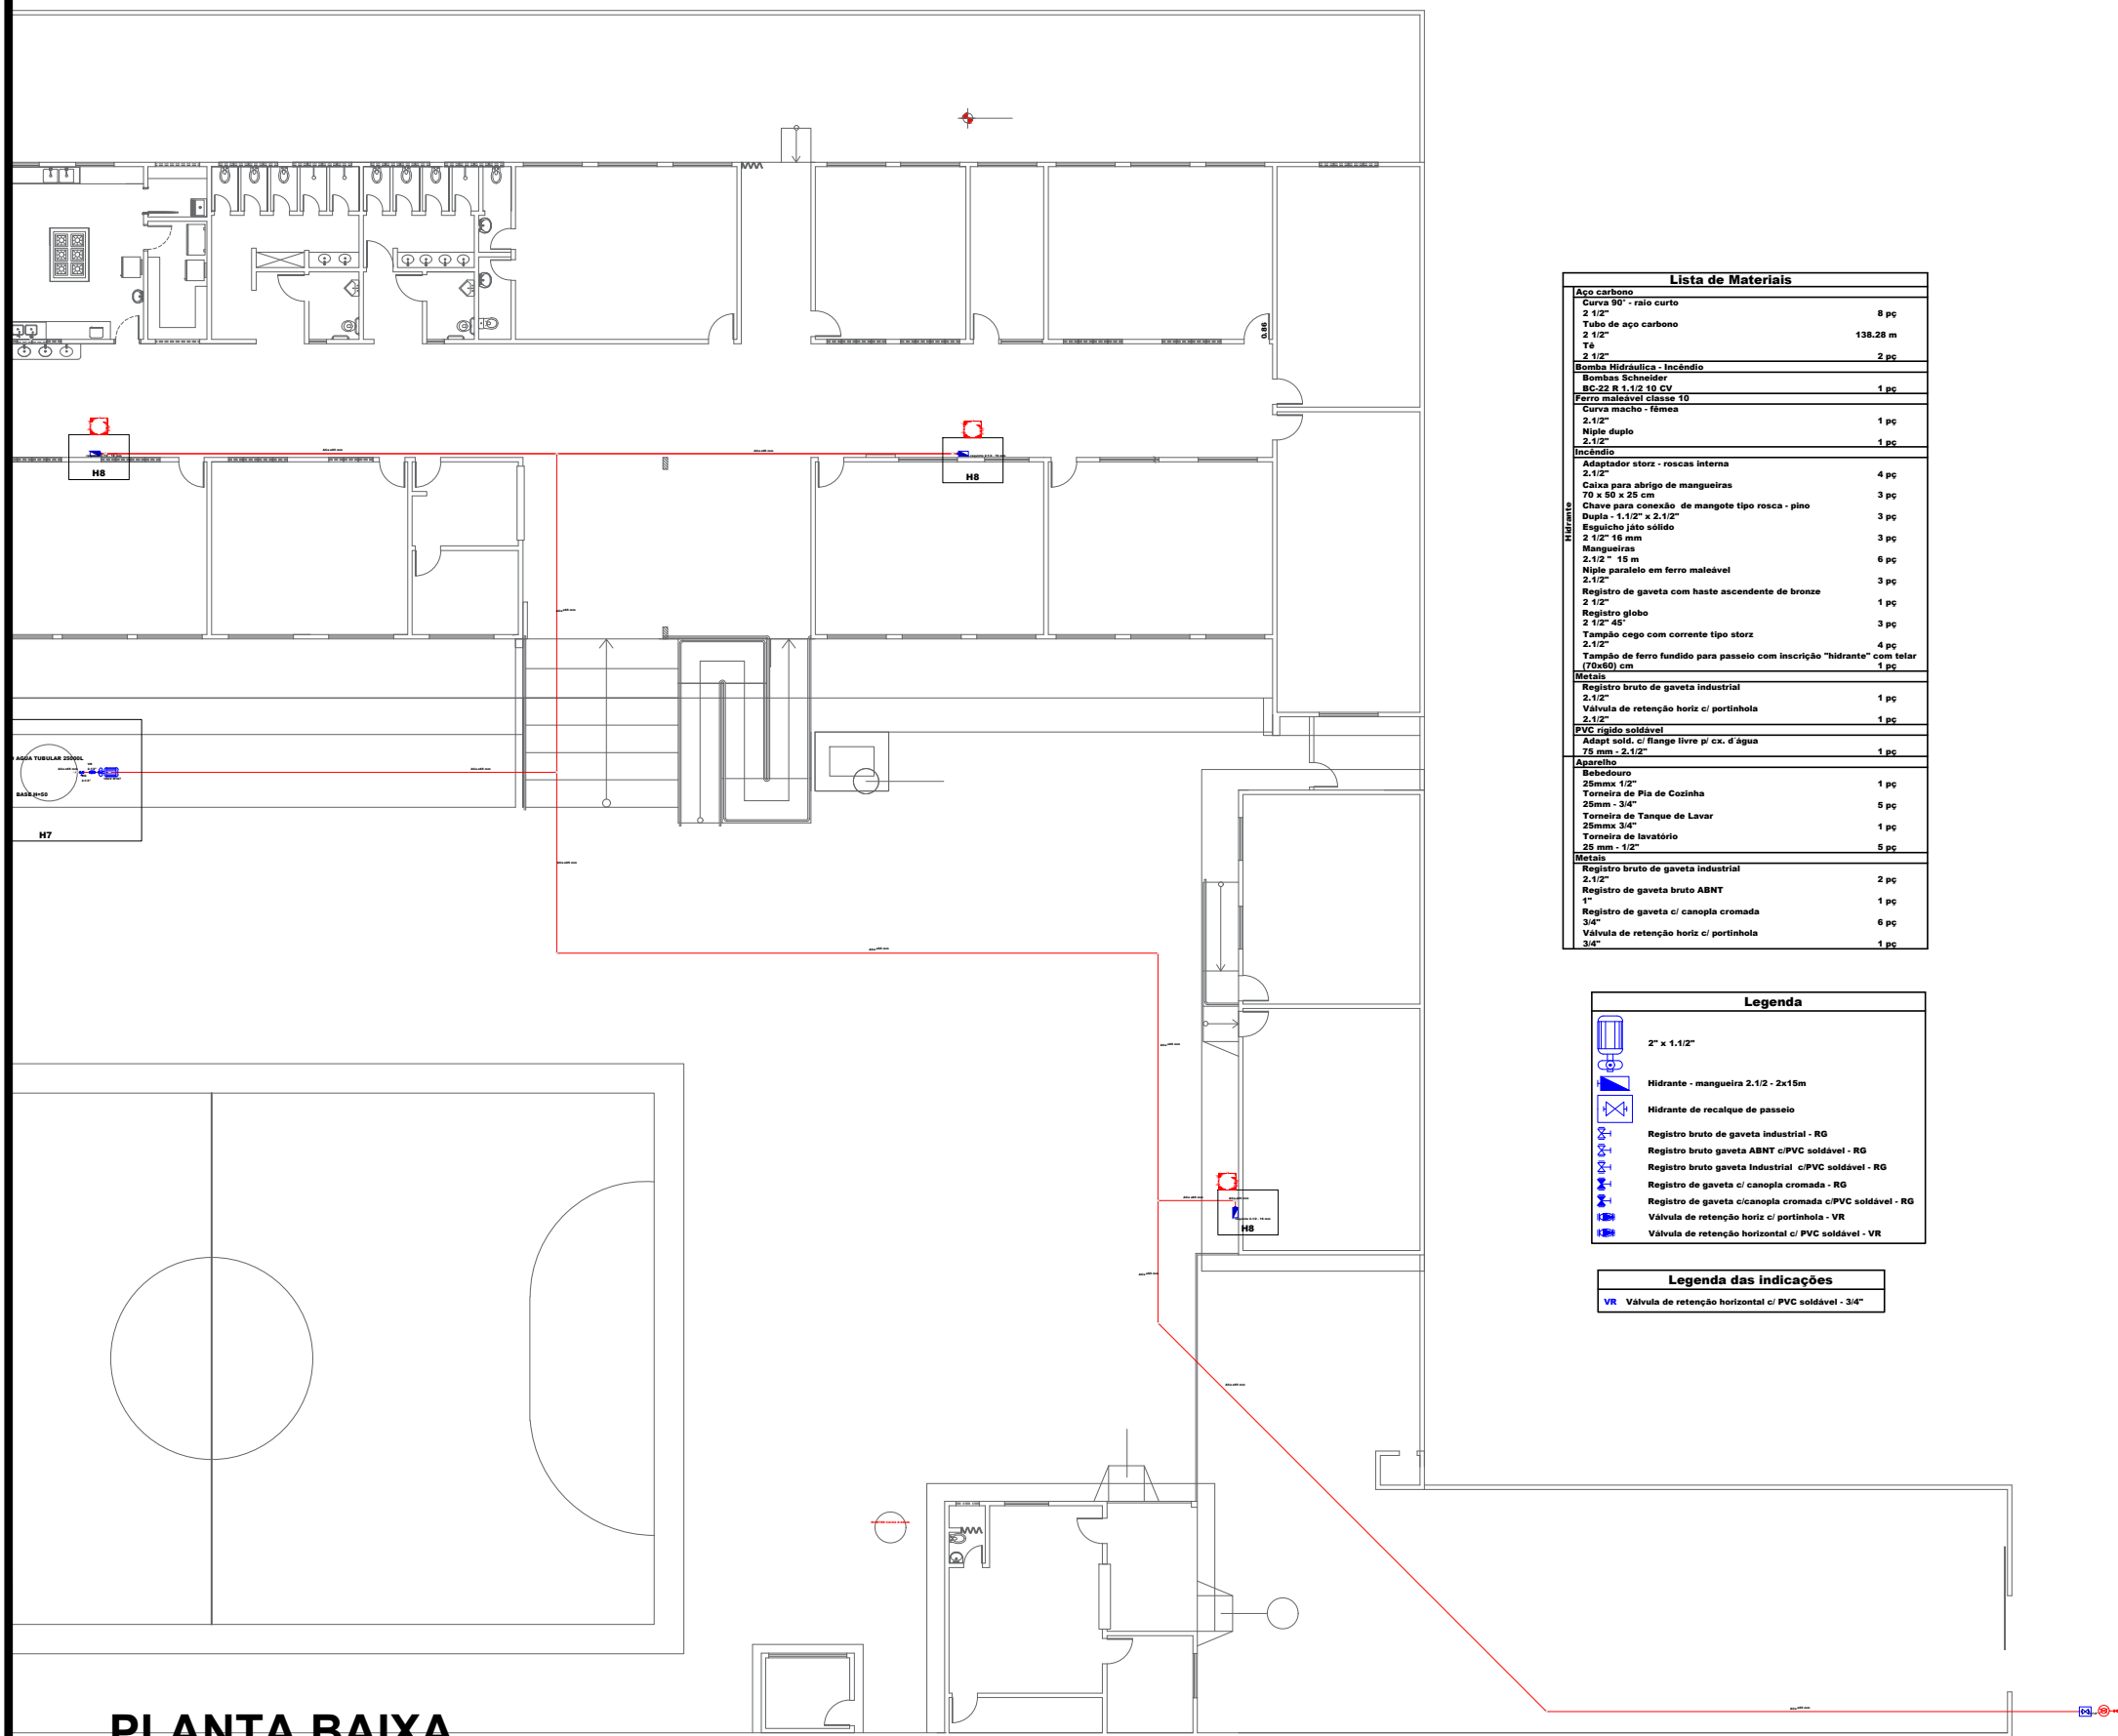 0.86
H8
H8
AGUA TUBULAR 25000L
BASE H=50
H7
H8
PLANTA BAIXA
Lista de Materiais
Hidrante
Aço carbono
Curva 90° - raio curto
2 1/2" 8 pç
Tubo de aço carbono
2 1/2" 138.28 m
Tê
2 1/2" 2 pç
Bomba Hidráulica - Incêndio
Bombas Schneider
BC-22 R 1.1/2 10 CV 1 pç
Ferro maleável classe 10
Curva macho - fêmea
2.1/2" 1 pç
Niple duplo
2.1/2" 1 pç
Incêndio
Adaptador storz - roscas interna
2.1/2" 4 pç
Caixa para abrigo de mangueiras
70 x 50 x 25 cm 3 pç
Chave para conexão de mangote tipo rosca - pino
Dupla - 1.1/2" x 2.1/2" 3 pç
Esguicho játo sólido
2 1/2" 16 mm 3 pç
Mangueiras
2.1/2 " 15 m 6 pç
Niple paralelo em ferro maleável
2.1/2" 3 pç
Registro de gaveta com haste ascendente de bronze
2 1/2" 1 pç
Registro globo
2 1/2" 45° 3 pç
Tampão cego com corrente tipo storz
2.1/2" 4 pç
Tampão de ferro fundido para passeio com inscrição "hidrante" com telar
(70x60) cm 1 pç
Metais
Registro bruto de gaveta industrial
2.1/2" 1 pç
Válvula de retenção horiz c/ portinhola
2.1/2" 1 pç
PVC rígido soldável
Adapt sold. c/ flange livre p/ cx. d´água
75 mm - 2.1/2" 1 pç
Aparelho
Bebedouro
25mmx 1/2" 1 pç
Torneira de Pia de Cozinha
25mm - 3/4" 5 pç
Torneira de Tanque de Lavar
25mmx 3/4" 1 pç
Torneira de lavatório
25 mm - 1/2" 5 pç
Metais
Registro bruto de gaveta industrial
2.1/2" 2 pç
Registro de gaveta bruto ABNT
1" 1 pç
Registro de gaveta c/ canopla cromada
3/4" 6 pç
Válvula de retenção horiz c/ portinhola
3/4" 1 pç
Legenda
2" x 1.1/2"
Hidrante - mangueira 2.1/2 - 2x15m
Hidrante de recalque de passeio
Registro bruto de gaveta industrial - RG
Registro bruto gaveta ABNT c/PVC soldável - RG
Registro bruto gaveta Industrial c/PVC soldável - RG
Registro de gaveta c/ canopla cromada - RG
Registro de gaveta c/canopla cromada c/PVC soldável - RG
Válvula de retenção horiz c/ portinhola - VR
Válvula de retenção horizontal c/ PVC soldável - VR
Legenda das indicações
VR Válvula de retenção horizontal c/ PVC soldável - 3/4"